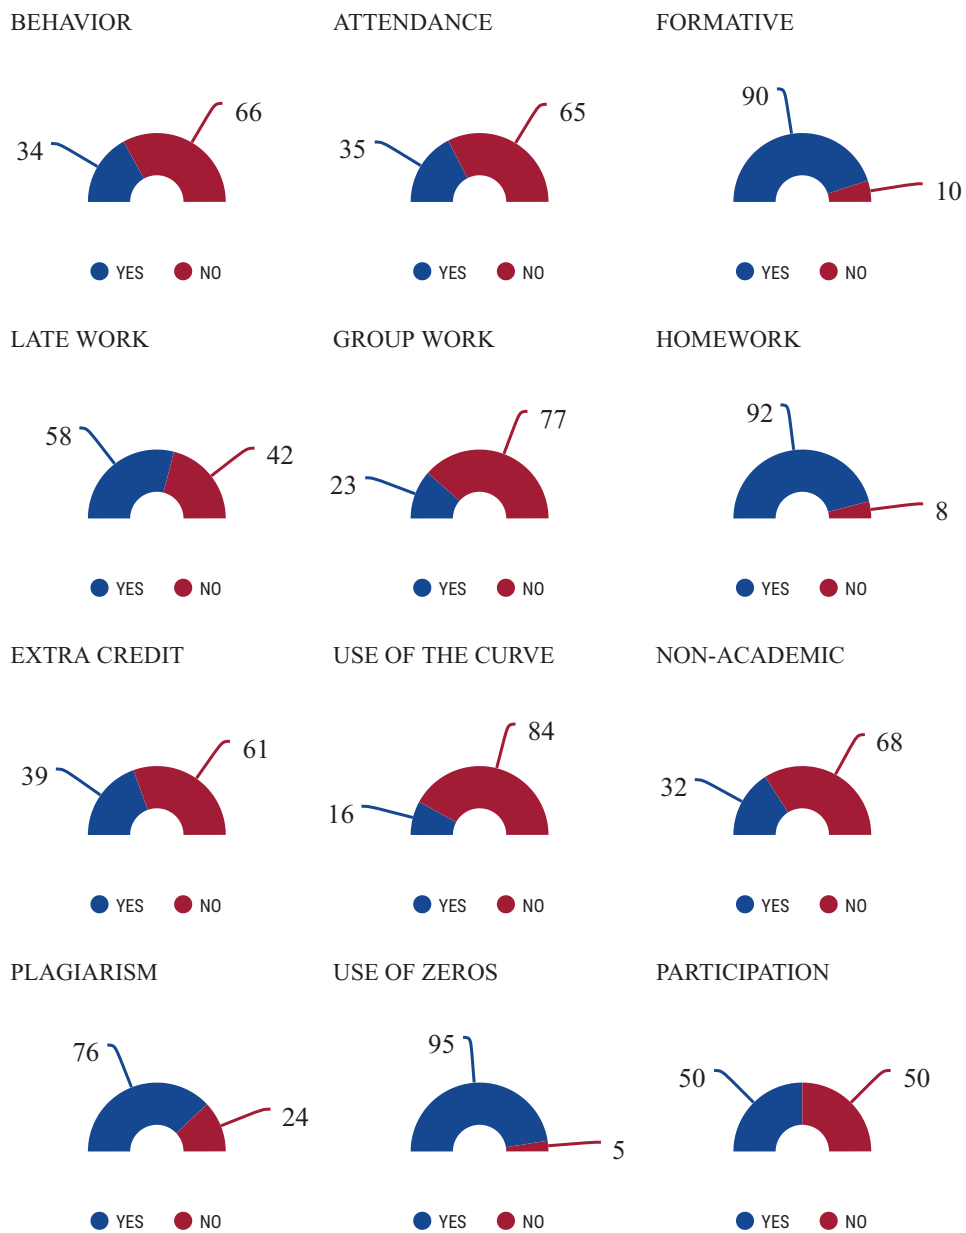 BEHAVIOR
ATTENDANCE
FORMATIVE
34
66
35
65
90
10
YES NO
YES NO
YES NO
LATE WORK
GROUP WORK
HOMEWORK
58
42
23
77
92
8
YES NO
YES NO
YES NO
EXTRA CREDIT
USE OF THE CURVE
NON-ACADEMIC
39
61
16
84
32
68
YES NO
YES NO
YES NO
PLAGIARISM
USE OF ZEROS
PARTICIPATION
76
24
95
5
50
50
YES NO
YES NO
YES NO